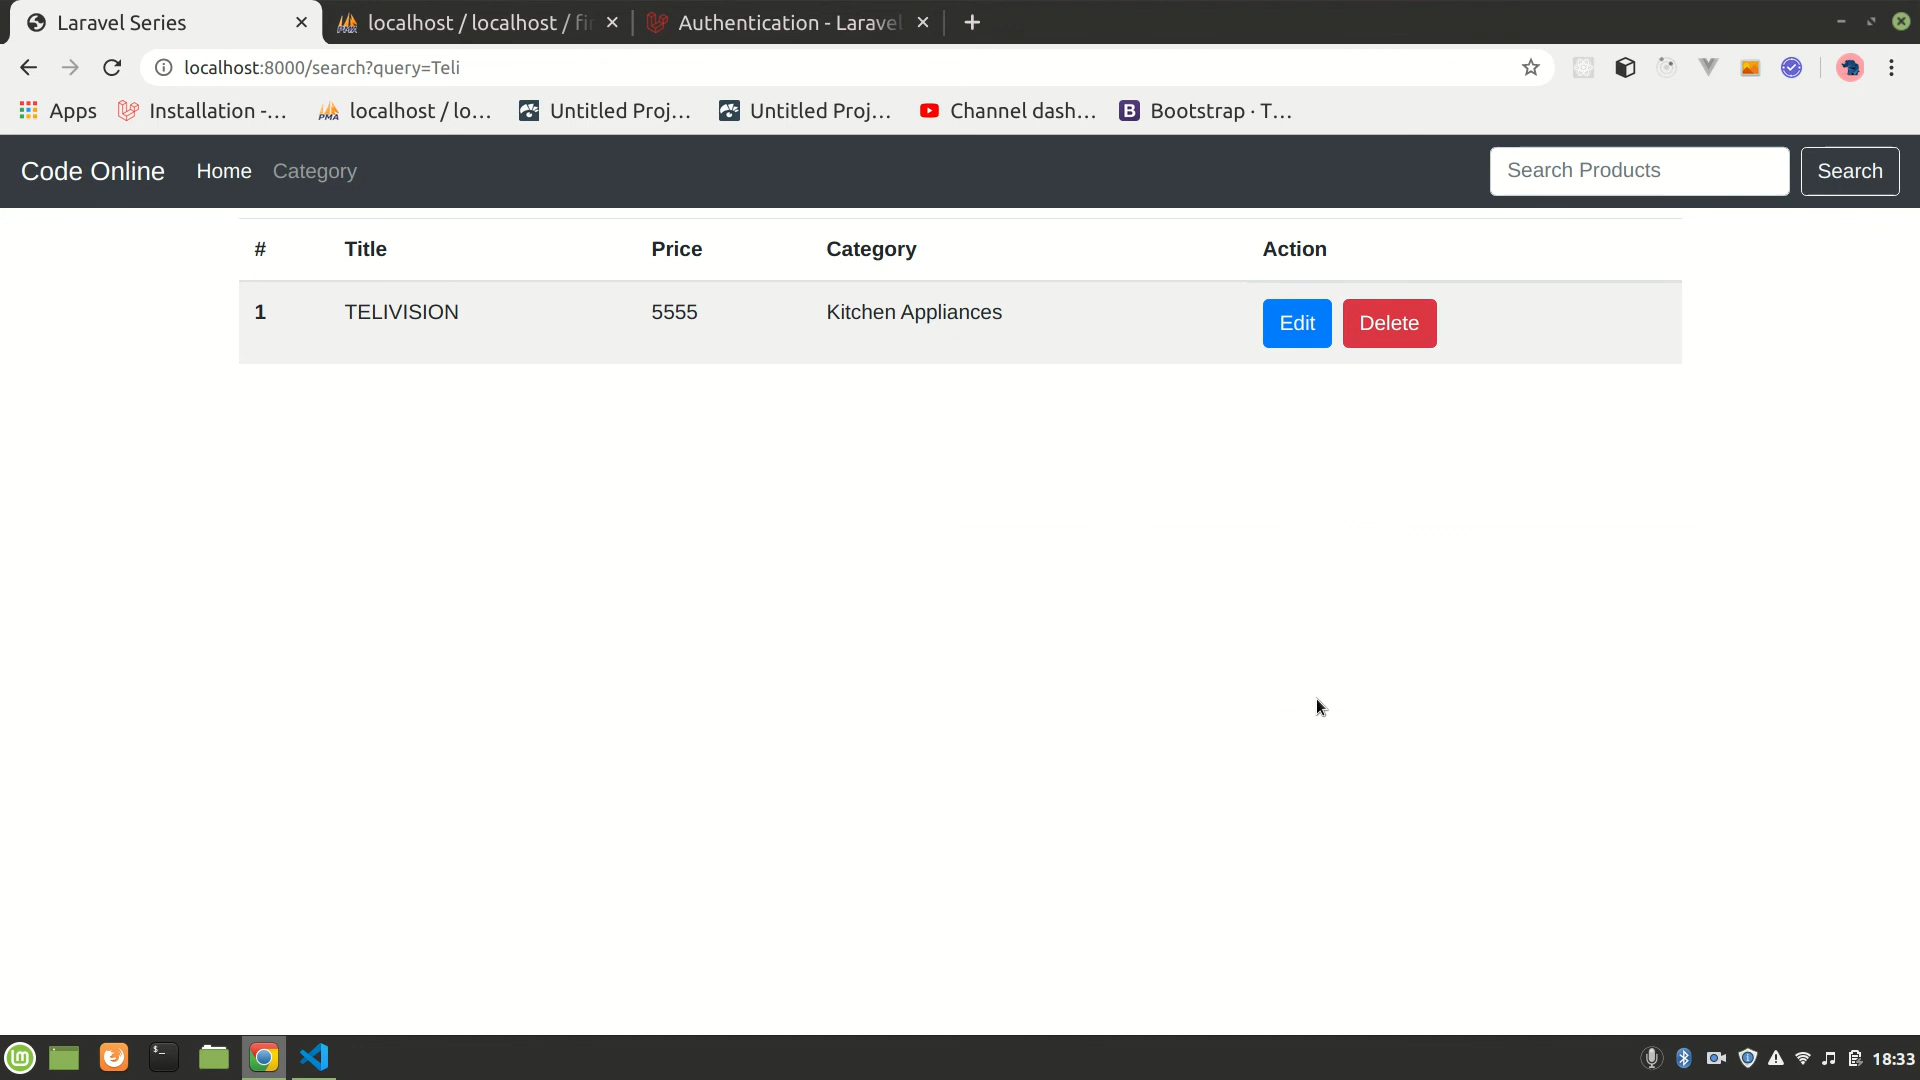 Laravel Series
localhost / localhost / fi
Authentication - Laravel
localhost:8000/search?query=Teli
Apps
Installation -...
localhost / lo...
Untitled Proj...
Untitled Proj...
Channel dash...
Bootstrap · T...
Code Online
Home
Category
Search Products
Search
# Title Price Category Action
1 TELIVISION 5555 Kitchen Appliances Edit Delete
18:33